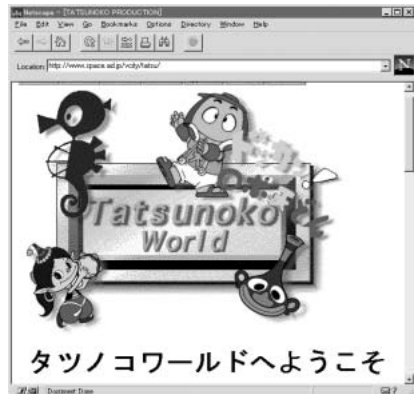 Netscape - [TATSUNOKO PRODUCTION]
File Edit View Go Bookmarks Options Directory Window Help
Location: http://www.space.ad.jp/vcity/tatsu/
N
Tatsunoko
World
タツノコワールドへようこそ
Document: Done